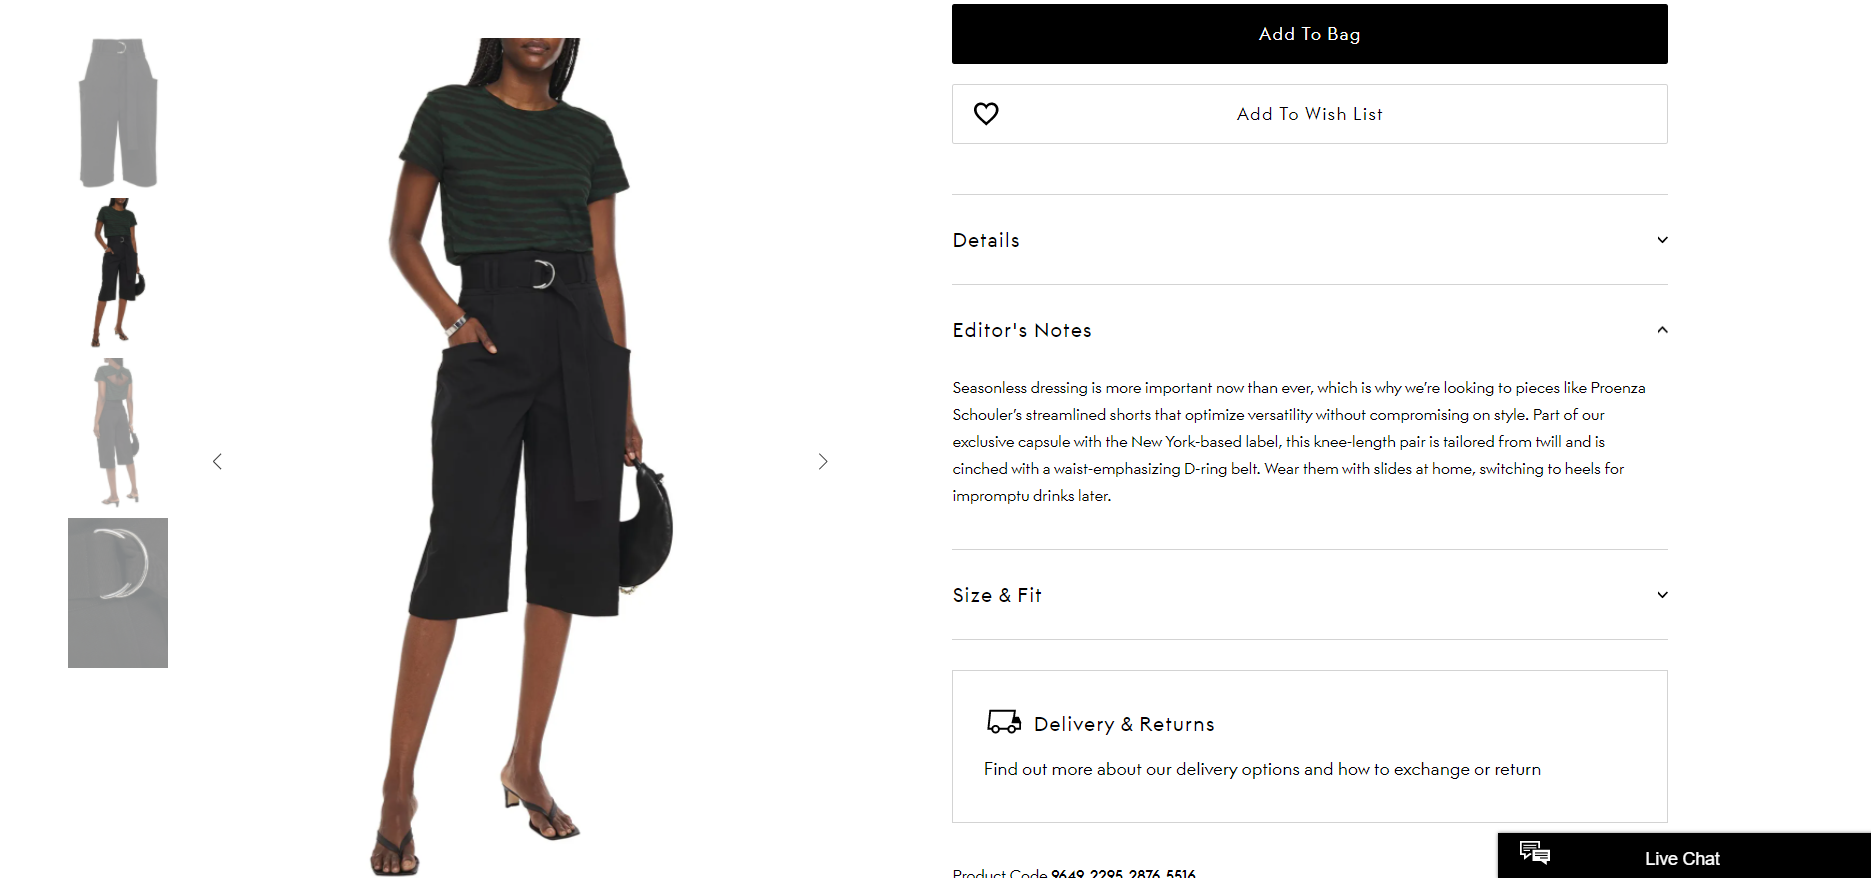 Add To Bag
Add To Wish List
Details
Editor's Notes
Seasonless dressing is more important now than ever, which is why we're looking to pieces like Proenza
Schouler's streamlined shorts that optimize versatility without compromising on style. Part of our
exclusive capsule with the New York-based label, this knee-length pair is tailored from twill and is
cinched with a waist-emphasizing D-ring belt. Wear them with slides at home, switching to heels for
impromptu drinks later.
Size & Fit
Delivery & Returns
Find out more about our delivery options and how to exchange or return
Product Code 9649_2295_2876_5516
Live Chat